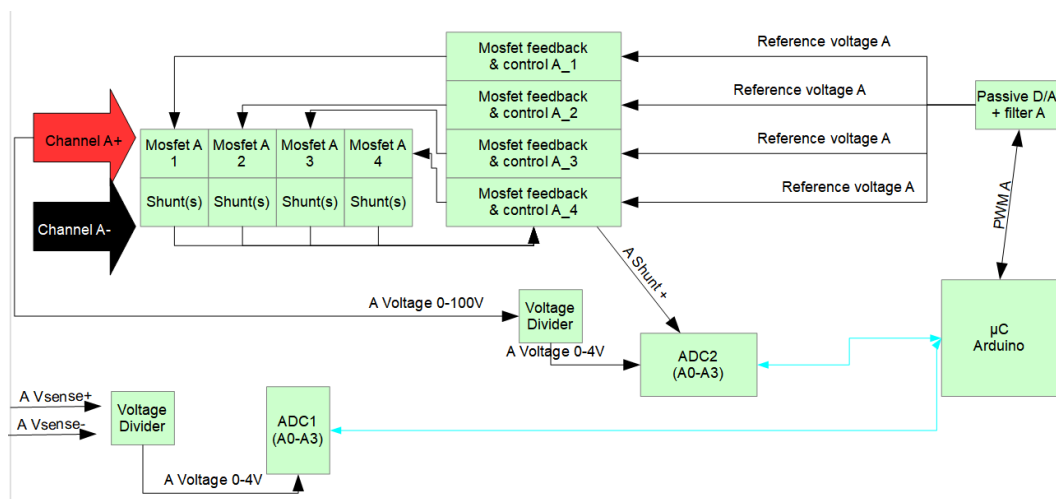 Mosfet feedback
& control A_1
Mosfet feedback
& control A_2
Mosfet feedback
& control A_3
Mosfet feedback
& control A_4
Reference voltage A
Reference voltage A
Reference voltage A
Reference voltage A
Passive D/A
+ filter A
Channel A+
Channel A-
Mosfet A
1
Mosfet A
2
Mosfet A
3
Mosfet A
4
Shunt(s)
Shunt(s)
Shunt(s)
Shunt(s)
PWM A
A Shunt +
A Voltage 0-100V
Voltage
Divider
A Voltage 0-4V
ADC2
(A0-A3)
µC
Arduino
A Vsense+
A Vsense-
Voltage
Divider
ADC1
(A0-A3)
A Voltage 0-4V